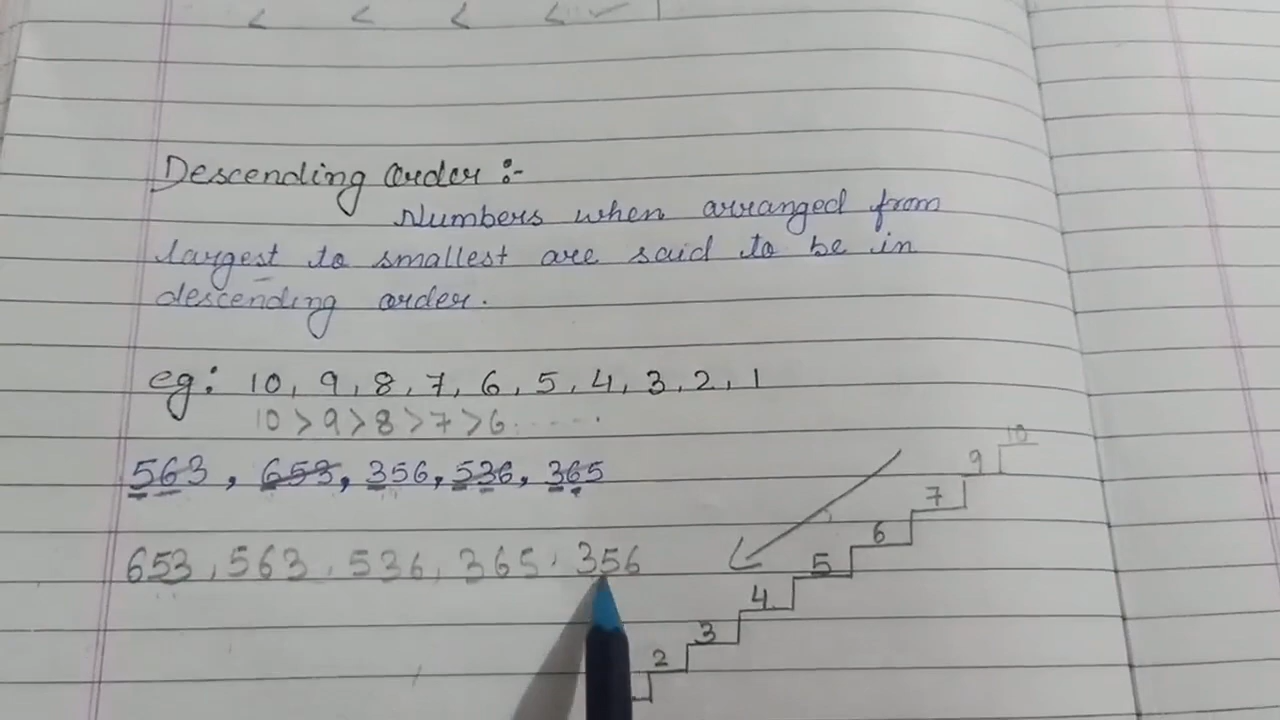 < < < < ✓
Descending order :-
Numbers when arranged from
largest to smallest are said to be in
descending order.
eg: 10, 9, 8, 7, 6, 5, 4, 3, 2, 1
10 > 9 > 8 > 7 > 6 ......
563, 653, 356, 536, 365
653, 563, 536, 365, 356
10
9
7
6
5
4
3
2